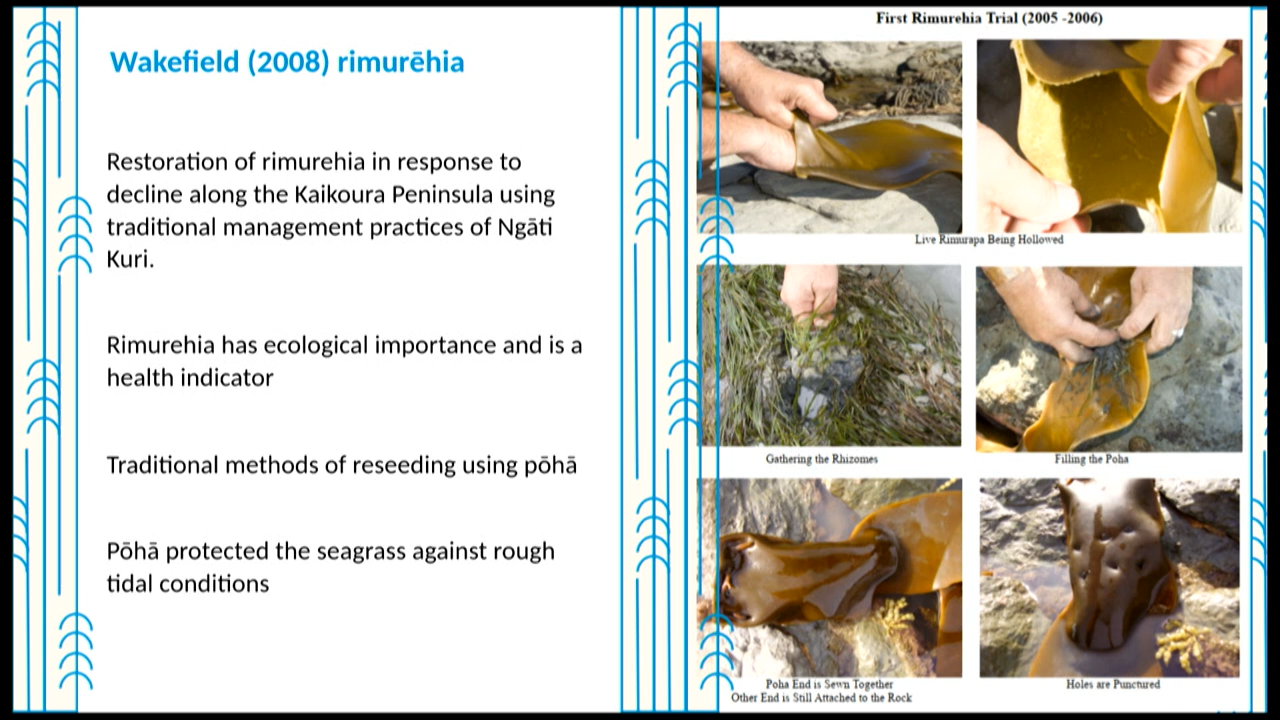 Wakefield (2008) rimurēhia
Restoration of rimurehia in response to
decline along the Kaikoura Peninsula using
traditional management practices of Ngāti
Kuri.
Rimurehia has ecological importance and is a
health indicator
Traditional methods of reseeding using pōhā
Pōhā protected the seagrass against rough
tidal conditions
First Rimurehia Trial (2005 -2006)
Live Rimurapa Being Hollowed
Gathering the Rhizomes
Filling the Poha
Poha End is Sewn Together
Other End is Still Attached to the Rock
Holes are Punctured